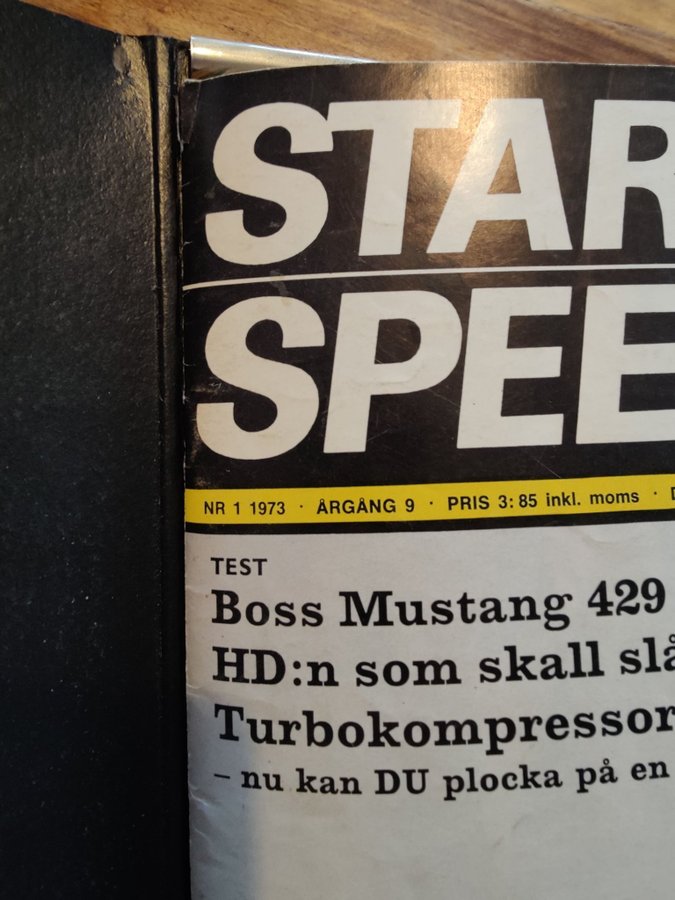 STAR
SPEE
NR 1 1973 · ÅRGÅNG 9 · PRIS 3:85 inkl. moms ·
TEST
Boss Mustang 429
HD:n som skall slå
Turbokompressor
– nu kan DU plocka på en